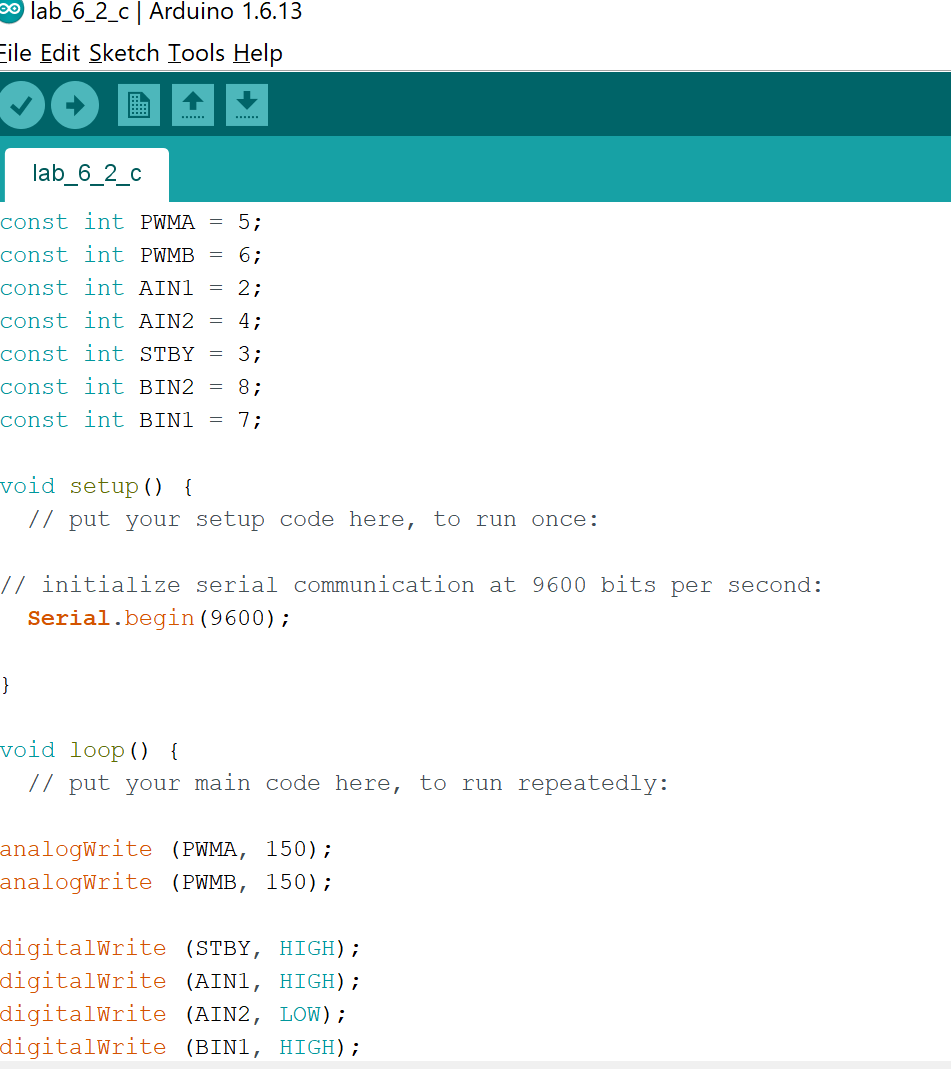 lab_6_2_c | Arduino 1.6.13
File Edit Sketch Tools Help
lab_6_2_c
const int PWMA = 5;
const int PWMB = 6;
const int AIN1 = 2;
const int AIN2 = 4;
const int STBY = 3;
const int BIN2 = 8;
const int BIN1 = 7;
void setup() {
// put your setup code here, to run once:
// initialize serial communication at 9600 bits per second:
Serial.begin(9600);
}
void loop() {
// put your main code here, to run repeatedly:
analogWrite (PWMA, 150);
analogWrite (PWMB, 150);
digitalWrite (STBY, HIGH);
digitalWrite (AIN1, HIGH);
digitalWrite (AIN2, LOW);
digitalWrite (BIN1, HIGH);